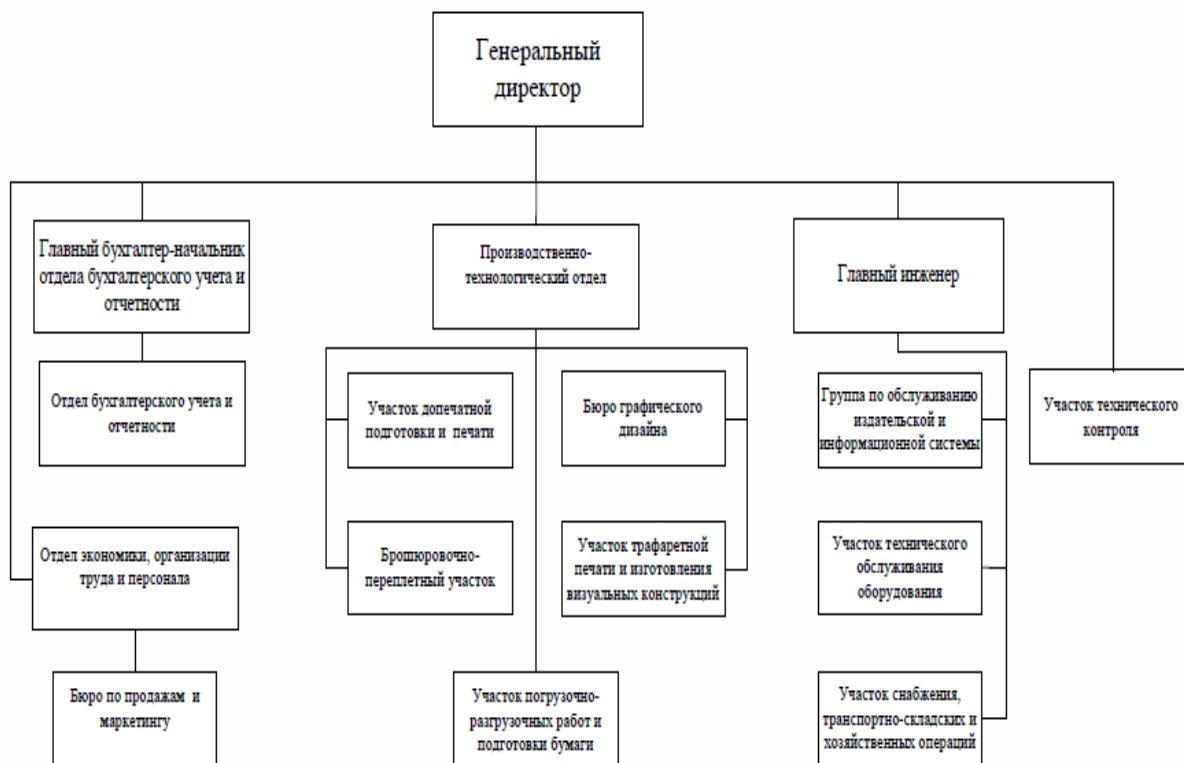 Генеральный
директор
Главный бухгалтер-начальник
отдела бухгалтерского учета и
отчетности
Производственно-
технологический отдел
Главный инженер
Отдел бухгалтерского учета и
отчетности
Участок допечатной
подготовки и печати
Бюро графического
дизайна
Группа по обслуживанию
издательской и
информационной системы
Участок технического
контроля
Отдел экономики, организации
труда и персонала
Брошюровочно-
переплетный участок
Участок трафаретной
печати и изготовления
визуальных конструкций
Участок технического
обслуживания
оборудования
Бюро по продажам и
маркетингу
Участок погрузочно-
разгрузочных работ и
подготовки бумаги
Участок снабжения,
транспортно-складских и
хозяйственных операций